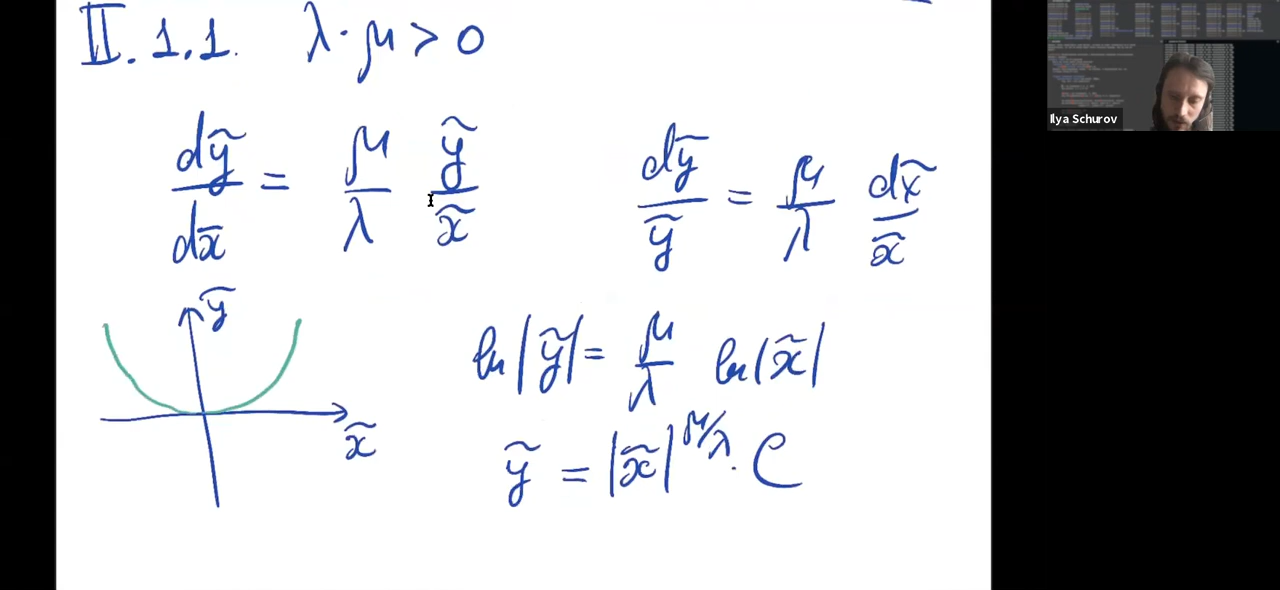 II. 1.1. λ·μ > 0
dỹ/dx̃ = μ/λ ỹ/x̃
dỹ/ỹ = μ/λ dx̃/x̃
ỹ
x̃
ln|ỹ| = μ/λ ln|x̃|
ỹ = |x̃|^μ/λ · C
Ilya Schurov